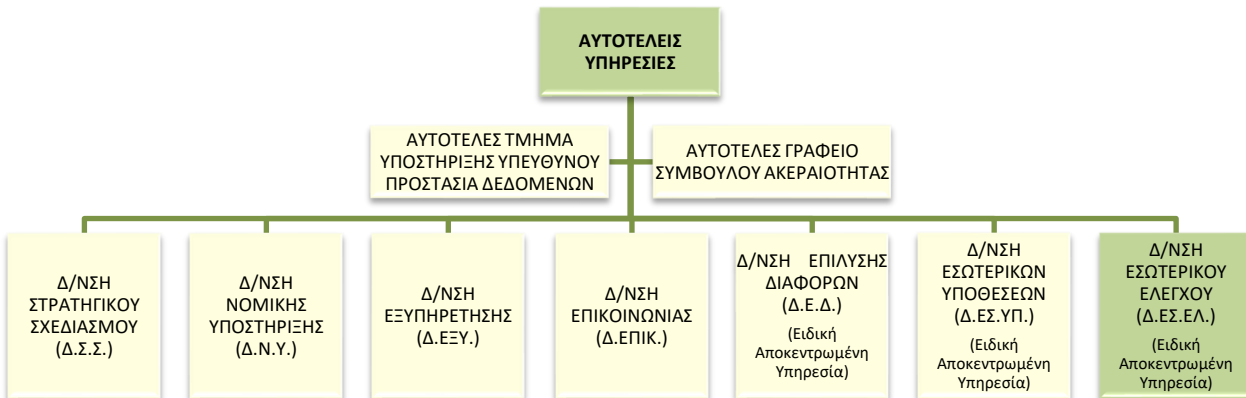 ΑΥΤΟΤΕΛΕΙΣ
ΥΠΗΡΕΣΙΕΣ
ΑΥΤΟΤΕΛΕΣ ΤΜΗΜΑ
ΥΠΟΣΤΗΡΙΞΗΣ ΥΠΕΥΘΥΝΟΥ
ΠΡΟΣΤΑΣΙΑ ΔΕΔΟΜΕΝΩΝ
ΑΥΤΟΤΕΛΕΣ ΓΡΑΦΕΙΟ
ΣΥΜΒΟΥΛΟΥ ΑΚΕΡΑΙΟΤΗΤΑΣ
Δ/ΝΣΗ
ΣΤΡΑΤΗΓΙΚΟΥ
ΣΧΕΔΙΑΣΜΟΥ
(Δ.Σ.Σ.)
Δ/ΝΣΗ
ΝΟΜΙΚΗΣ
ΥΠΟΣΤΗΡΙΞΗΣ
(Δ.Ν.Υ.)
Δ/ΝΣΗ
ΕΞΥΠΗΡΕΤΗΣΗΣ
(Δ.ΕΞΥ.)
Δ/ΝΣΗ
ΕΠΙΚΟΙΝΩΝΙΑΣ
(Δ.ΕΠΙΚ.)
Δ/ΝΣΗ ΕΠΙΛΥΣΗΣ
ΔΙΑΦΟΡΩΝ
(Δ.Ε.Δ.)
(Ειδική
Αποκεντρωμένη
Υπηρεσία)
Δ/ΝΣΗ
ΕΣΩΤΕΡΙΚΩΝ
ΥΠΟΘΕΣΕΩΝ
(Δ.ΕΣ.ΥΠ.)
(Ειδική
Αποκεντρωμένη
Υπηρεσία)
Δ/ΝΣΗ
ΕΣΩΤΕΡΙΚΟΥ
ΕΛΕΓΧΟΥ
(Δ.ΕΣ.ΕΛ.)
(Ειδική
Αποκεντρωμένη
Υπηρεσία)